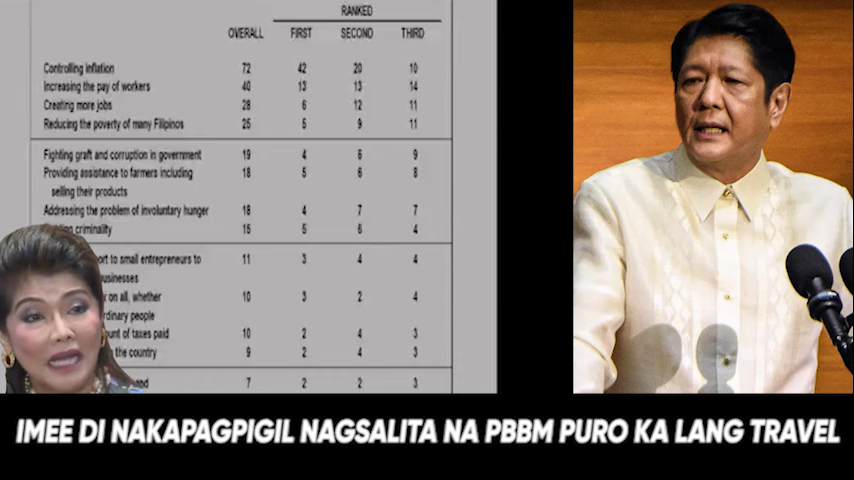 RANKED
OVERALL FIRST SECOND THIRD
Controlling inflation 72 42 20 10
Increasing the pay of workers 40 13 13 14
Creating more jobs 28 6 12 11
Reducing the poverty of many Filipinos 25 5 9 11
Fighting graft and corruption in government 19 4 6 9
Providing assistance to farmers including 18 5 6 8
selling their products
Addressing the problem of involuntary hunger 18 4 7 7
criminality 15 5 6 4
to small entrepreneurs to 11 3 4 4
on all, whether 10 3 2 4
people
of taxes paid 10 2 4 3
the country 9 2 4 3
7 2 2 3
IMEE DI NAKAPAGPIGIL NAGSALITA NA PBBM PURO KA LANG TRAVEL